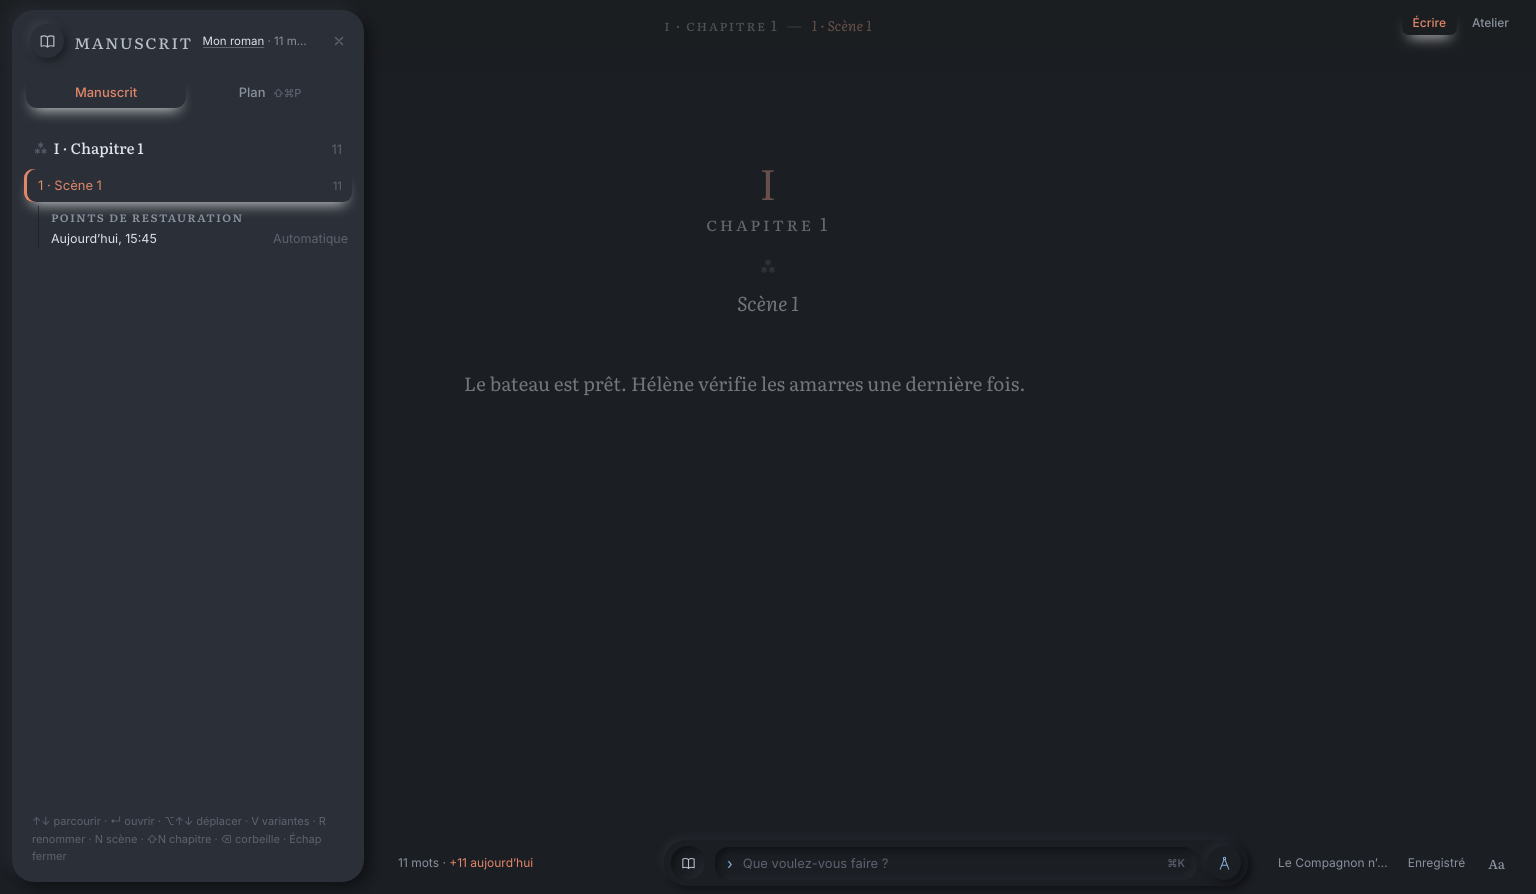 MANUSCRIT Mon roman · 11 m…
Manuscrit Plan ⇧⌘P
I · Chapitre 1 11
1 · Scène 1 11
POINTS DE RESTAURATION
Aujourd'hui, 15:45 Automatique
↑↓ parcourir · ↵ ouvrir · ⌥↑↓ déplacer · V variantes · R
renommer · N scène · ⇧N chapitre · ⌫ corbeille · Échap
fermer
I · CHAPITRE 1 — 1 · Scène 1
Écrire Atelier
I
CHAPITRE 1
Scène 1
Le bateau est prêt. Hélène vérifie les amarres une dernière fois.
11 mots · +11 aujourd'hui
› Que voulez-vous faire ? ⌘K
Le Compagnon n'… Enregistré Aa